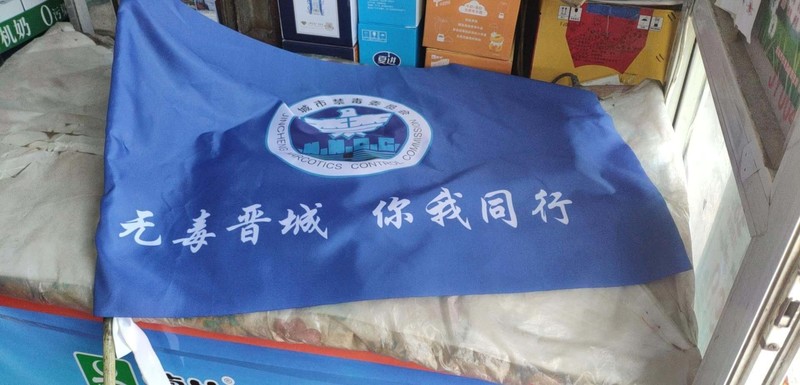 机奶 0
夏进
城市禁毒委员会
JINCHENG NARCOTICS CONTROL COMMISSION
无毒晋城 你我同行